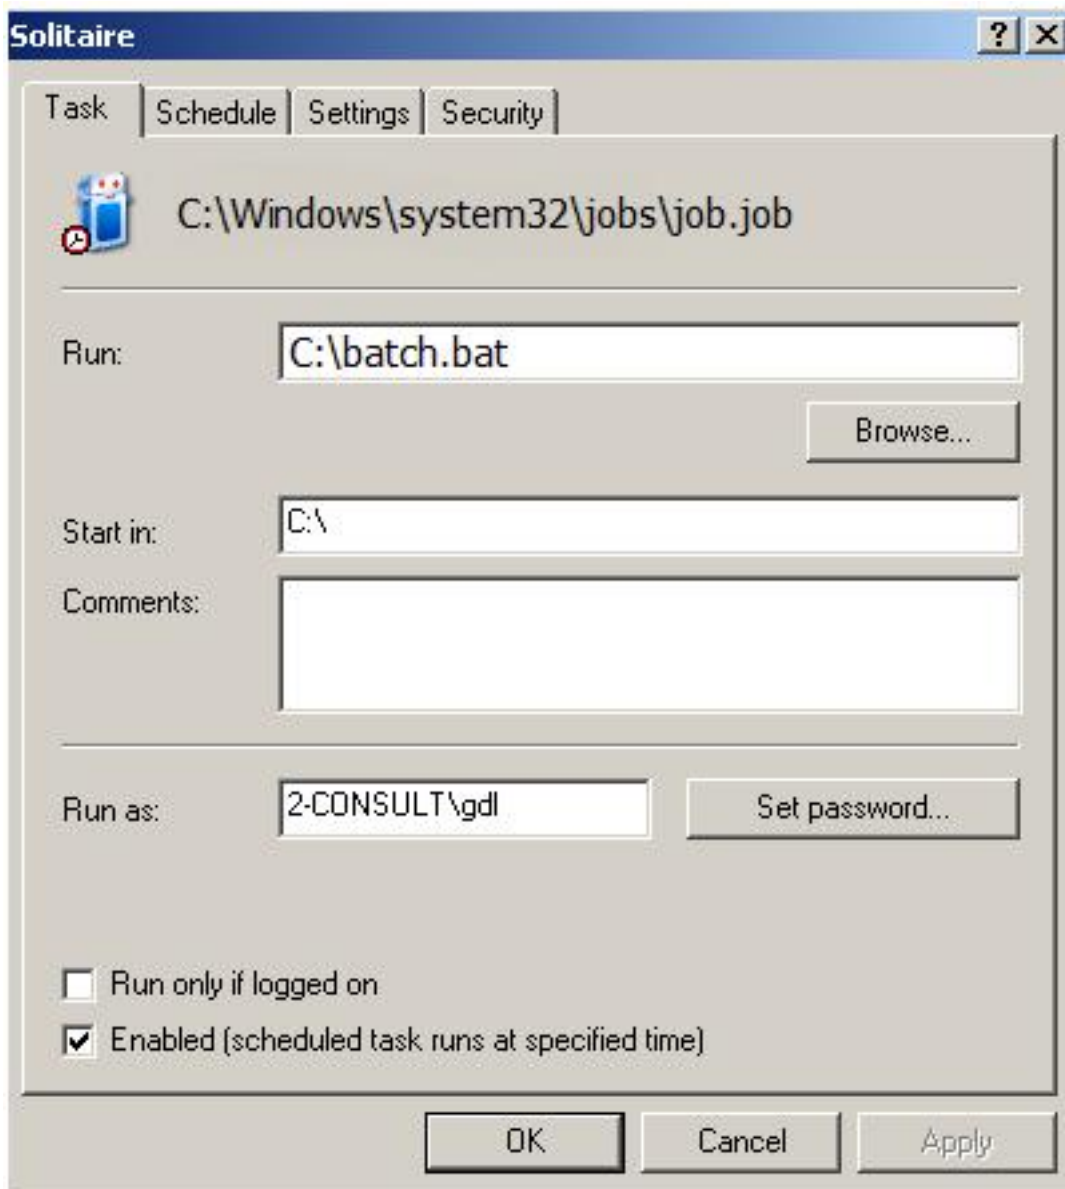 Solitaire
Task Schedule Settings Security
C:\Windows\system32\jobs\job.job
Run: C:\batch.bat
Browse...
Start in: C:\
Comments:
Run as: 2-CONSULT\gdl Set password...
Run only if logged on
Enabled (scheduled task runs at specified time)
OK Cancel Apply